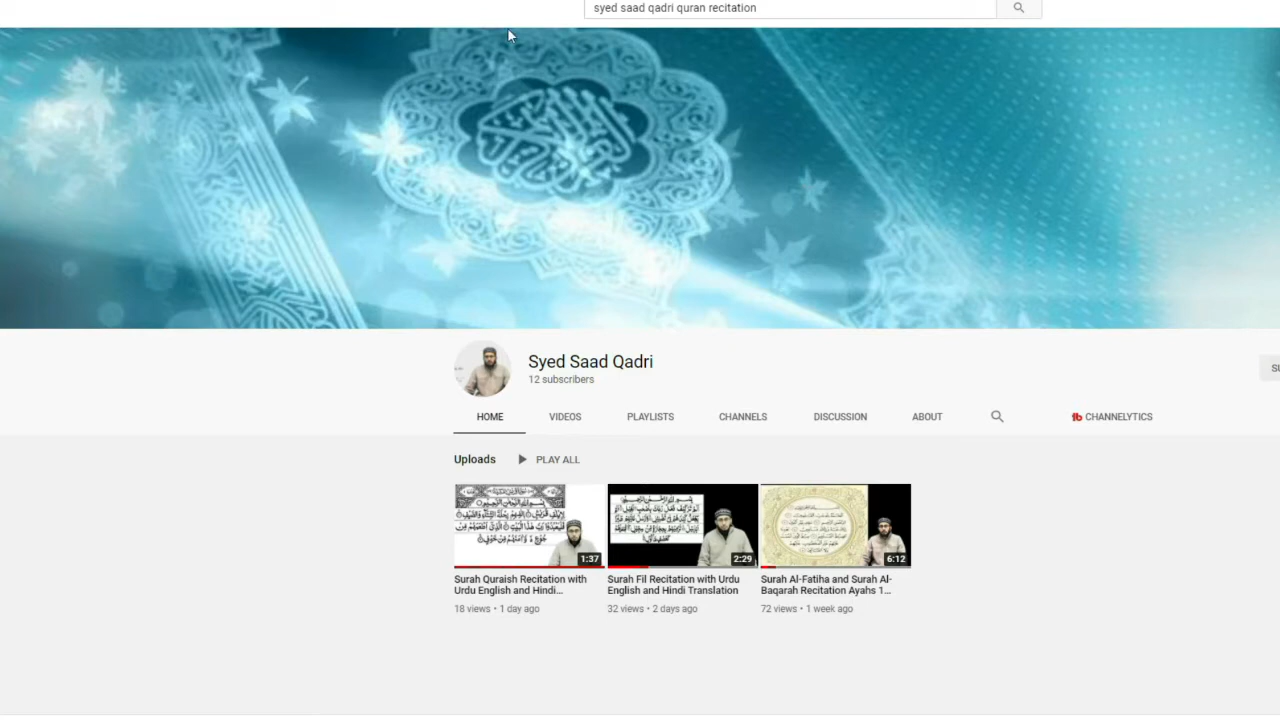 syed saad qadri quran recitation
Syed Saad Qadri
12 subscribers
HOME VIDEOS PLAYLISTS CHANNELS DISCUSSION ABOUT CHANNELYTICS
Uploads PLAY ALL
1:37 2:29 6:12
Surah Quraish Recitation with
Urdu English and Hindi...
18 views • 1 day ago
Surah Fil Recitation with Urdu
English and Hindi Translation
32 views • 2 days ago
Surah Al-Fatiha and Surah Al-
Baqarah Recitation Ayahs 1...
72 views • 1 week ago